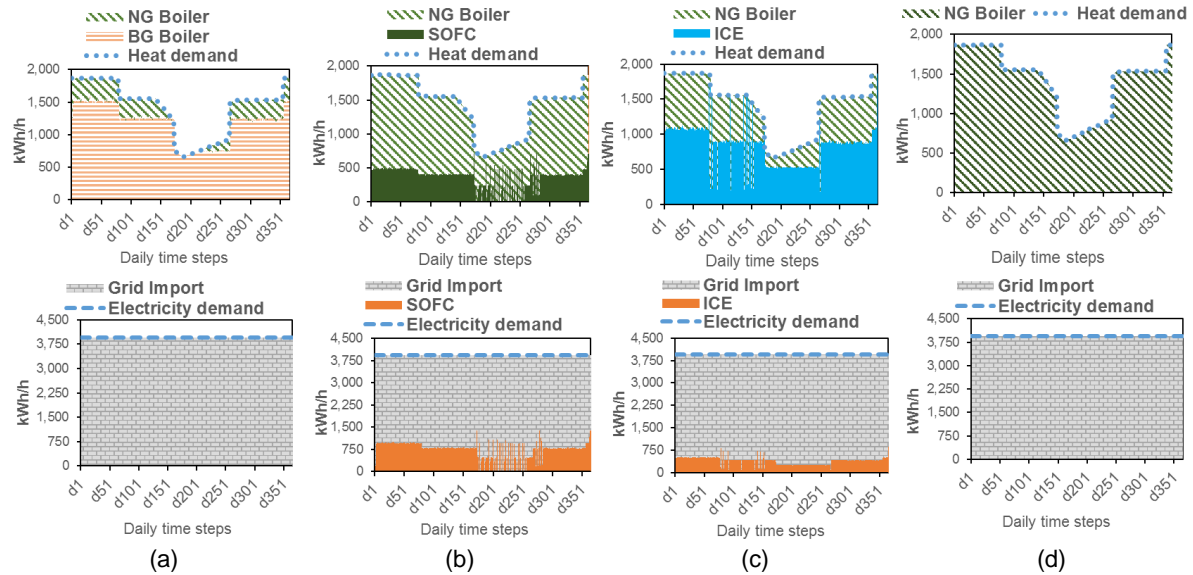 NG Boiler
BG Boiler
Heat demand
2,000
1,500
1,000
500
0
kWh/h
d1
d51
d101
d151
d201
d251
d301
d351
Daily time steps
NG Boiler
SOFC
Heat demand
2,000
1,500
1,000
500
0
kWh/h
d1
d51
d101
d151
d201
d251
d301
d351
Daily time steps
NG Boiler
ICE
Heat demand
2,000
1,500
1,000
500
0
kWh/h
d1
d51
d101
d151
d201
d251
d301
d351
Daily time steps
NG Boiler Heat demand
2,000
1,500
1,000
500
0
kWh/h
d1
d51
d101
d151
d201
d251
d301
d351
Daily time steps
Grid Import
Electricity demand
4,500
3,750
3,000
2,250
1,500
750
0
kWh/h
d1
d51
d101
d151
d201
d251
d301
d351
Daily time steps
(a)
Grid Import
SOFC
Electricity demand
4,500
3,750
3,000
2,250
1,500
750
0
kWh/h
d1
d51
d101
d151
d201
d251
d301
d351
Daily time steps
(b)
Grid Import
ICE
Electricity demand
4,500
3,750
3,000
2,250
1,500
750
0
kWh/h
d1
d51
d101
d151
d201
d251
d301
d351
Daily time steps
(c)
Grid Import
Electricity demand
4,500
3,750
3,000
2,250
1,500
750
0
kWh/h
d1
d51
d101
d151
d201
d251
d301
d351
Daily time steps
(d)